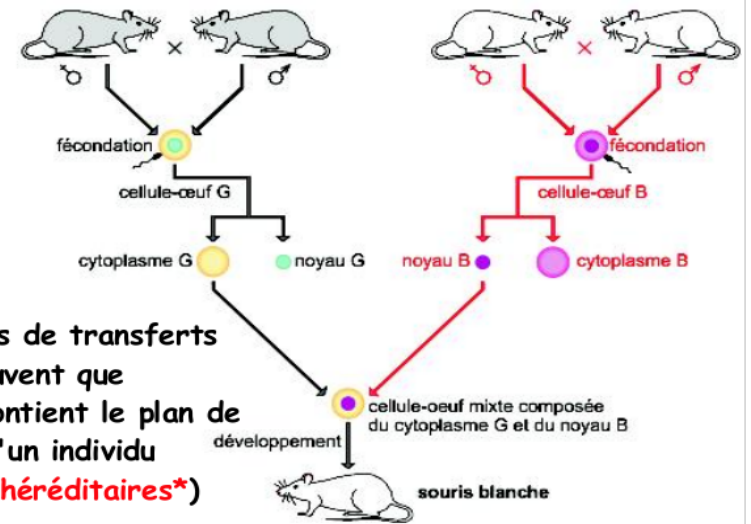 fécondation
fécondation
cellule-œuf G
cellule-œuf B
cytoplasme G
noyau G
noyau B
cytoplasme B
s de transferts
uvent que
ontient le plan de
'un individu
héréditaires*)
cellule-oeuf mixte composée
du cytoplasme G et du noyau B
développement
souris blanche